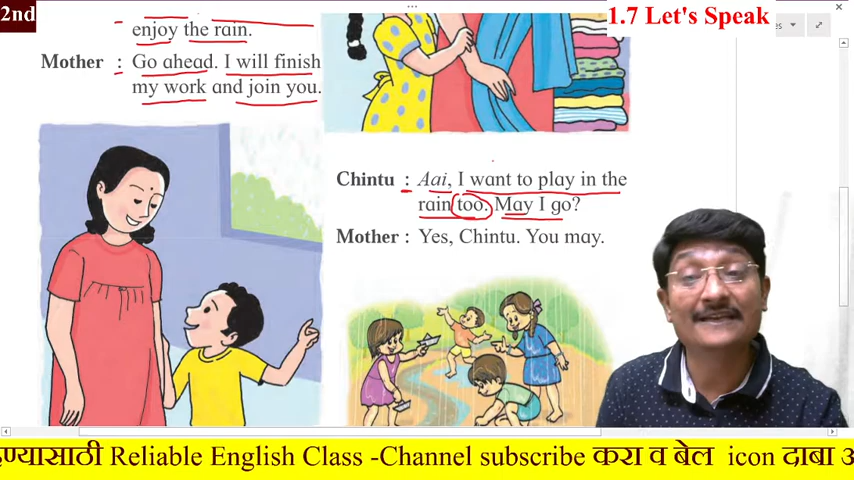 2nd
1.7 Let's Speak
enjoy the rain.
Mother : Go ahead. I will finish
my work and join you.
Chintu : Aai, I want to play in the
rain too. May I go?
Mother : Yes, Chintu. You may.
Reliable English Class -Channel subscribe करा व बेल icon दाबा